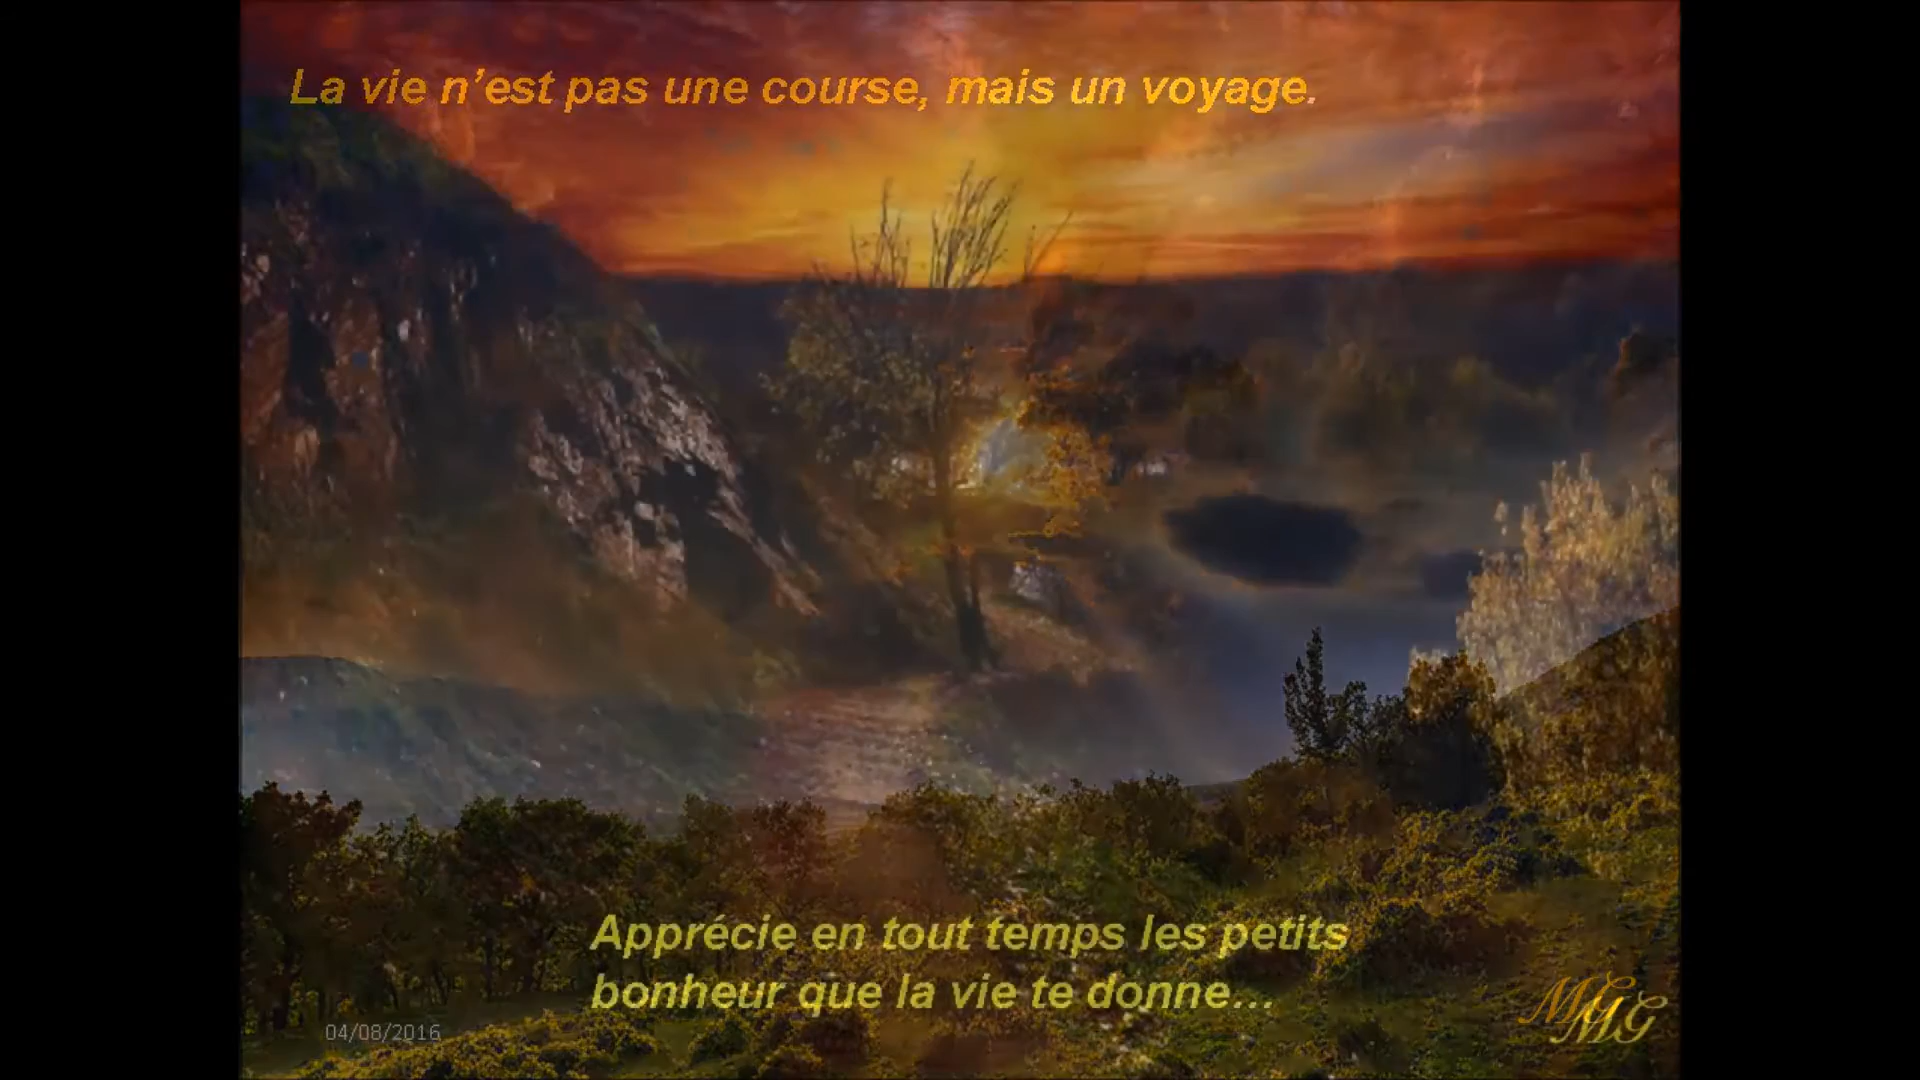 La vie n'est pas une course, mais un voyage.
Apprécie en tout temps les petits
bonheur que la vie te donne...
04/08/2016